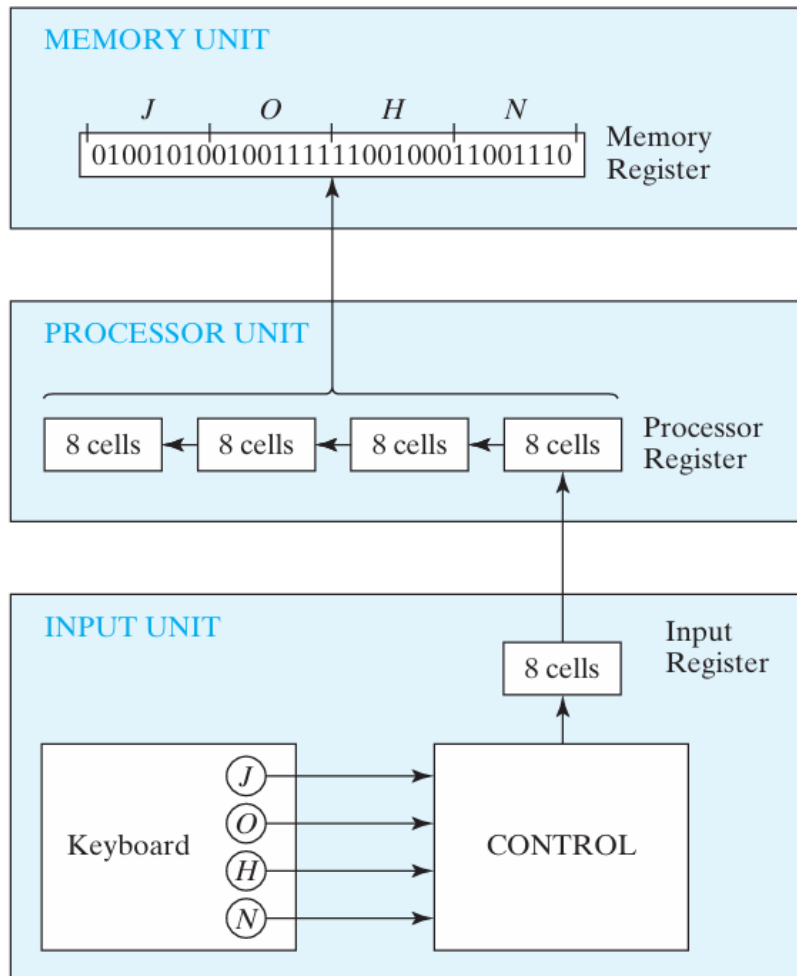 MEMORY UNIT
J O H N
01001010010011111100100011001110
Memory
Register
PROCESSOR UNIT
8 cells 8 cells 8 cells 8 cells
Processor
Register
INPUT UNIT
Input
Register
8 cells
J
O
Keyboard
CONTROL
H
N